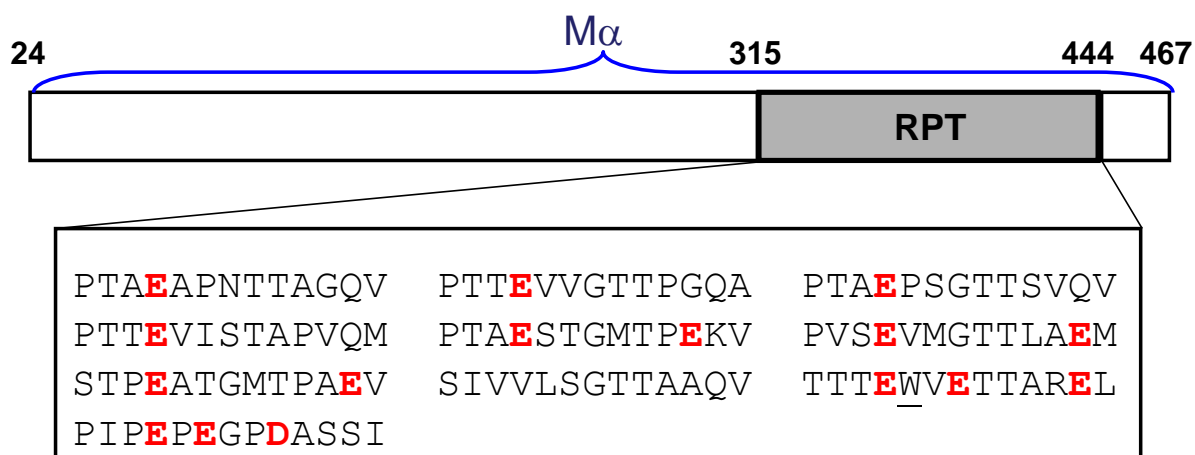 Mα
24 315 444 467
RPT
PTAEAPNTTAGQV PTTEVVGTTPGQA PTAEPSGTTSVQV
PTTEVISTAPVQM PTAESTGMTPEKV PVSEVMGTTLAEM
STPEATGMTPAEV SIVVLSGTTAAQV TTTEWVETTAREL
PIPEPEGPDASSI